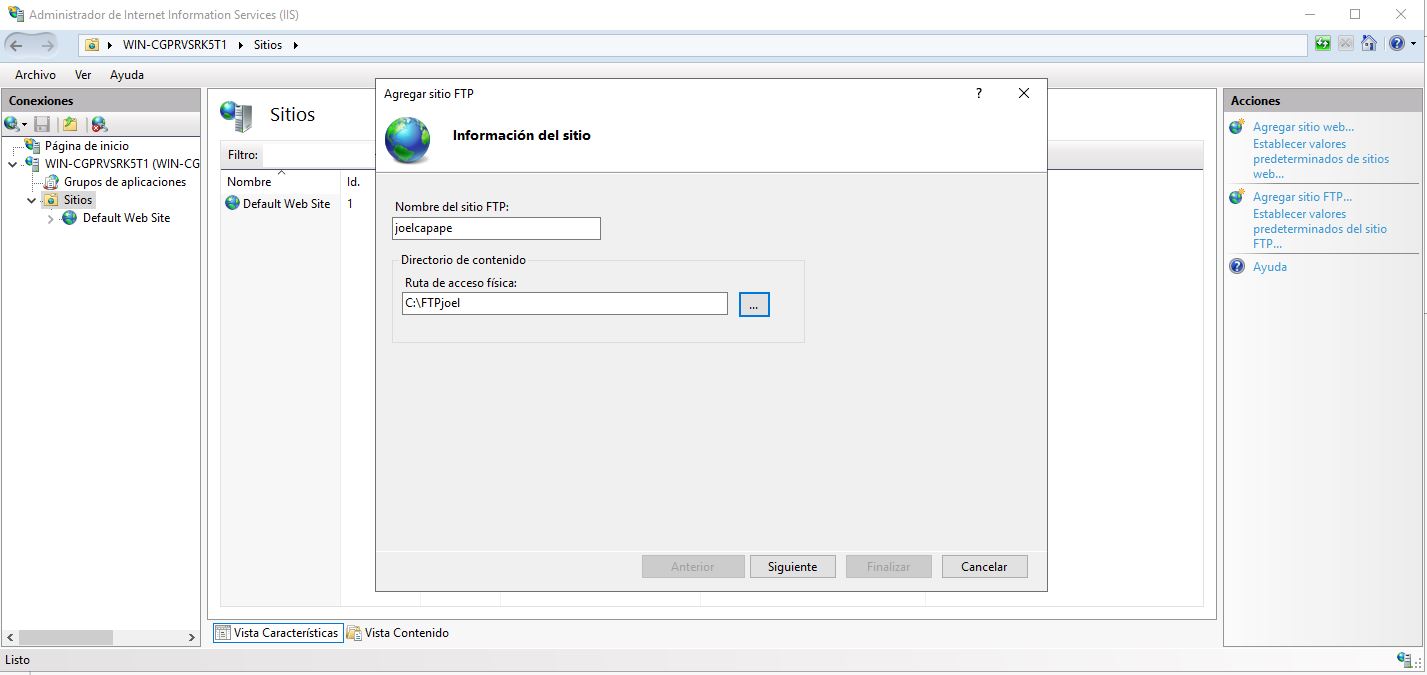 Administrador de Internet Information Services (IIS)
WIN-CGPRVSRK5T1
Sitios
Archivo
Ver
Ayuda
Conexiones
Página de inicio
WIN-CGPRVSRK5T1 (WIN-CG
Grupos de aplicaciones
Sitios
Default Web Site
Sitios
Filtro:
Nombre
Id.
Default Web Site
1
Agregar sitio FTP
?
Información del sitio
Nombre del sitio FTP:
joelcapape
Directorio de contenido
Ruta de acceso física:
C:\FTPjoel
...
Anterior
Siguiente
Finalizar
Cancelar
Vista Características
Vista Contenido
Acciones
Agregar sitio web...
Establecer valores
predeterminados de sitios
web...
Agregar sitio FTP...
Establecer valores
predeterminados del sitio
FTP...
Ayuda
Listo